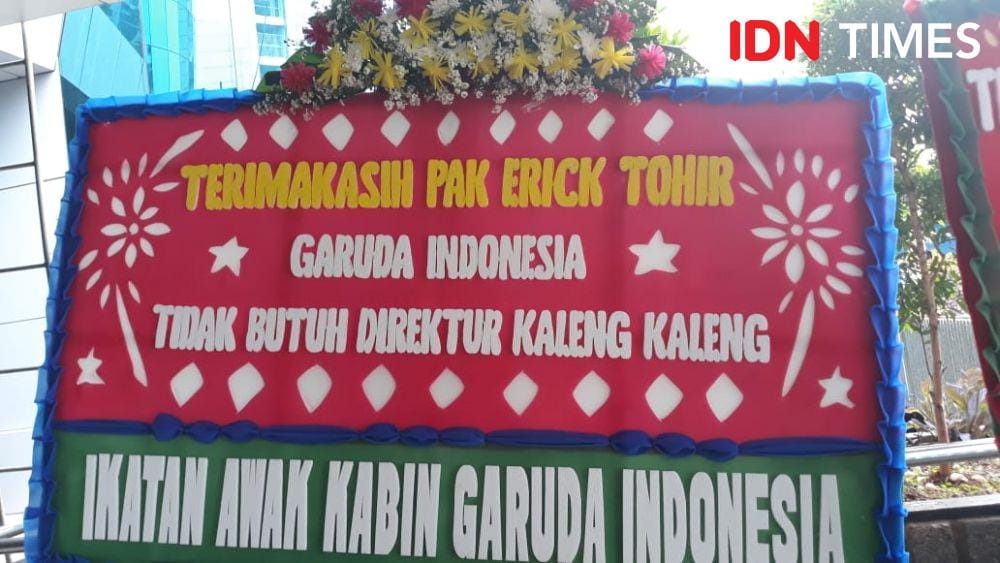 IDN TIMES
TERIMAKASIH PAK ERICK TOHIR
GARUDA INDONESIA
TIDAK BUTUH DIREKTUR KALENG KALENG
IKATAN AWAK KABIN GARUDA INDONESIA